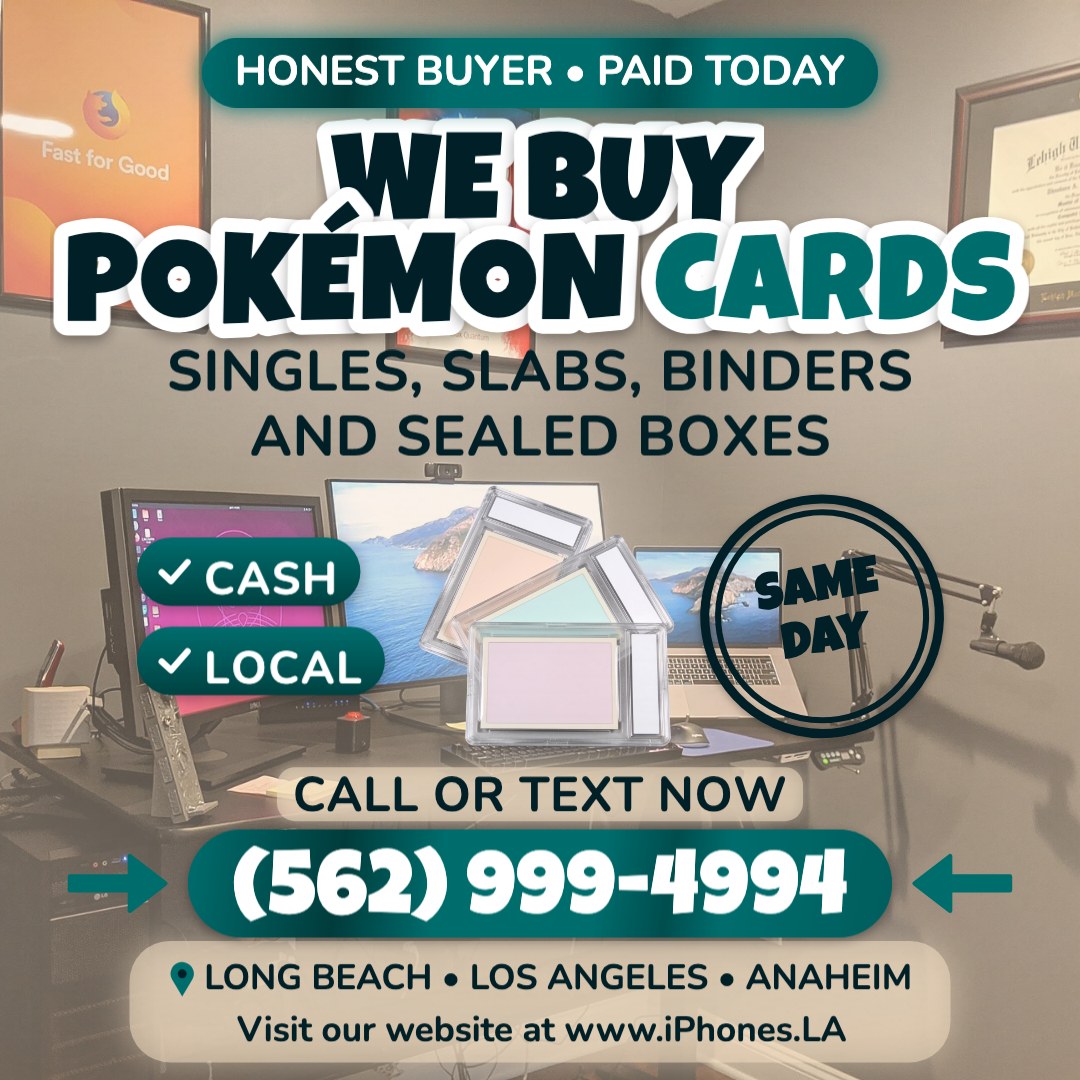 HONEST BUYER • PAID TODAY
Fast for Good
WE BUY
POKÉMON CARDS
SINGLES, SLABS, BINDERS
AND SEALED BOXES
CASH
LOCAL
SAME
DAY
CALL OR TEXT NOW
(562) 999-4994
LONG BEACH • LOS ANGELES • ANAHEIM
Visit our website at www.iPhones.LA